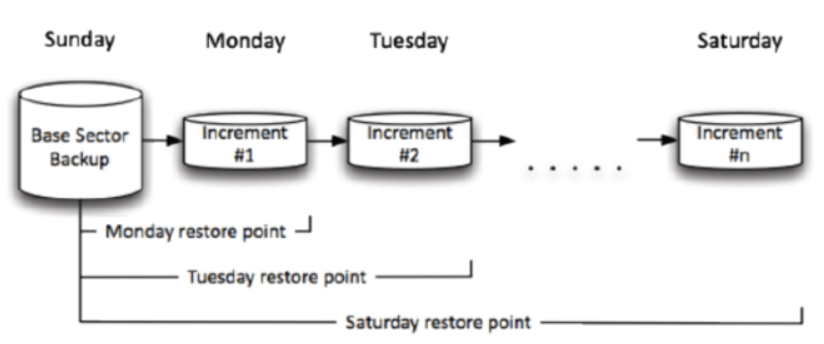 Sunday
Monday
Tuesday
Saturday
Base Sector
Backup
Increment
#1
Increment
#2
. . . . .
Increment
#n
Monday restore point
Tuesday restore point
Saturday restore point